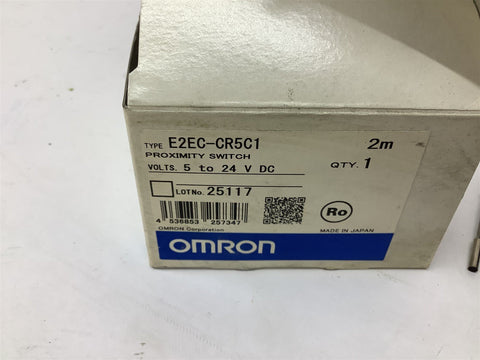 TYPE E2EC-CR5C1 2m
PROXIMITY SWITCH
VOLTS. 5 to 24 V DC QTY. 1
LOT No. 25117
4 536853 257347
Ro
OMRON Corporation MADE IN JAPAN
OMRON